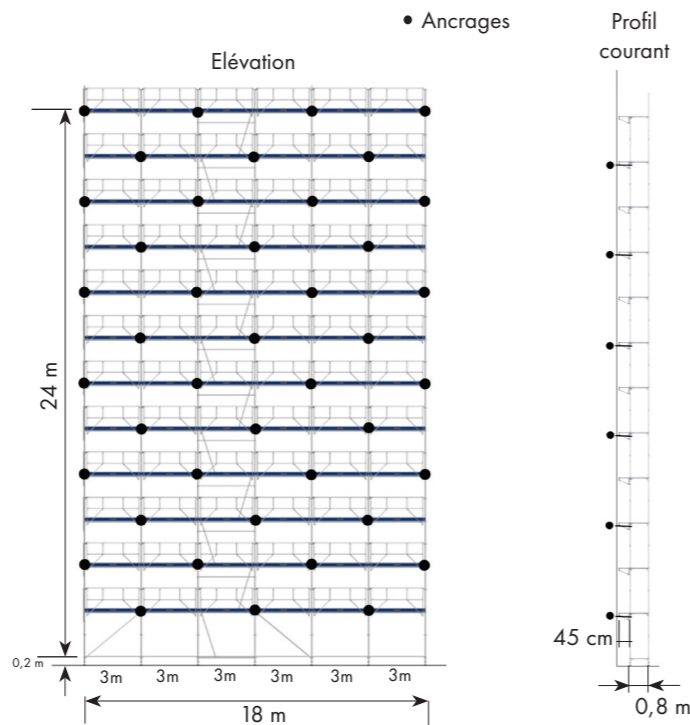 • Ancrages
Profil
courant
Elévation
24 m
0,2 m
3m 3m 3m 3m 3m 3m
18 m
45 cm
0,8 m